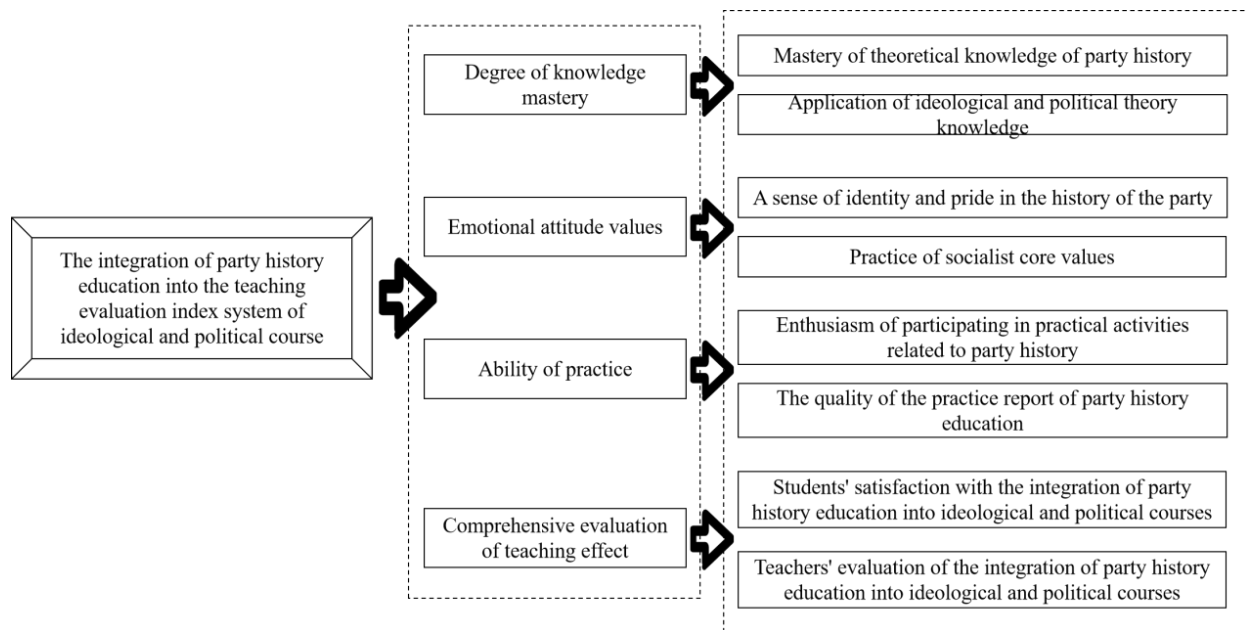 The integration of party history
education into the teaching
evaluation index system of
ideological and political course
Degree of knowledge
mastery
Mastery of theoretical knowledge of party history
Application of ideological and political theory
knowledge
Emotional attitude values
A sense of identity and pride in the history of the party
Practice of socialist core values
Ability of practice
Enthusiasm of participating in practical activities
related to party history
The quality of the practice report of party history
education
Comprehensive evaluation
of teaching effect
Students' satisfaction with the integration of party
history education into ideological and political courses
Teachers' evaluation of the integration of party history
education into ideological and political courses